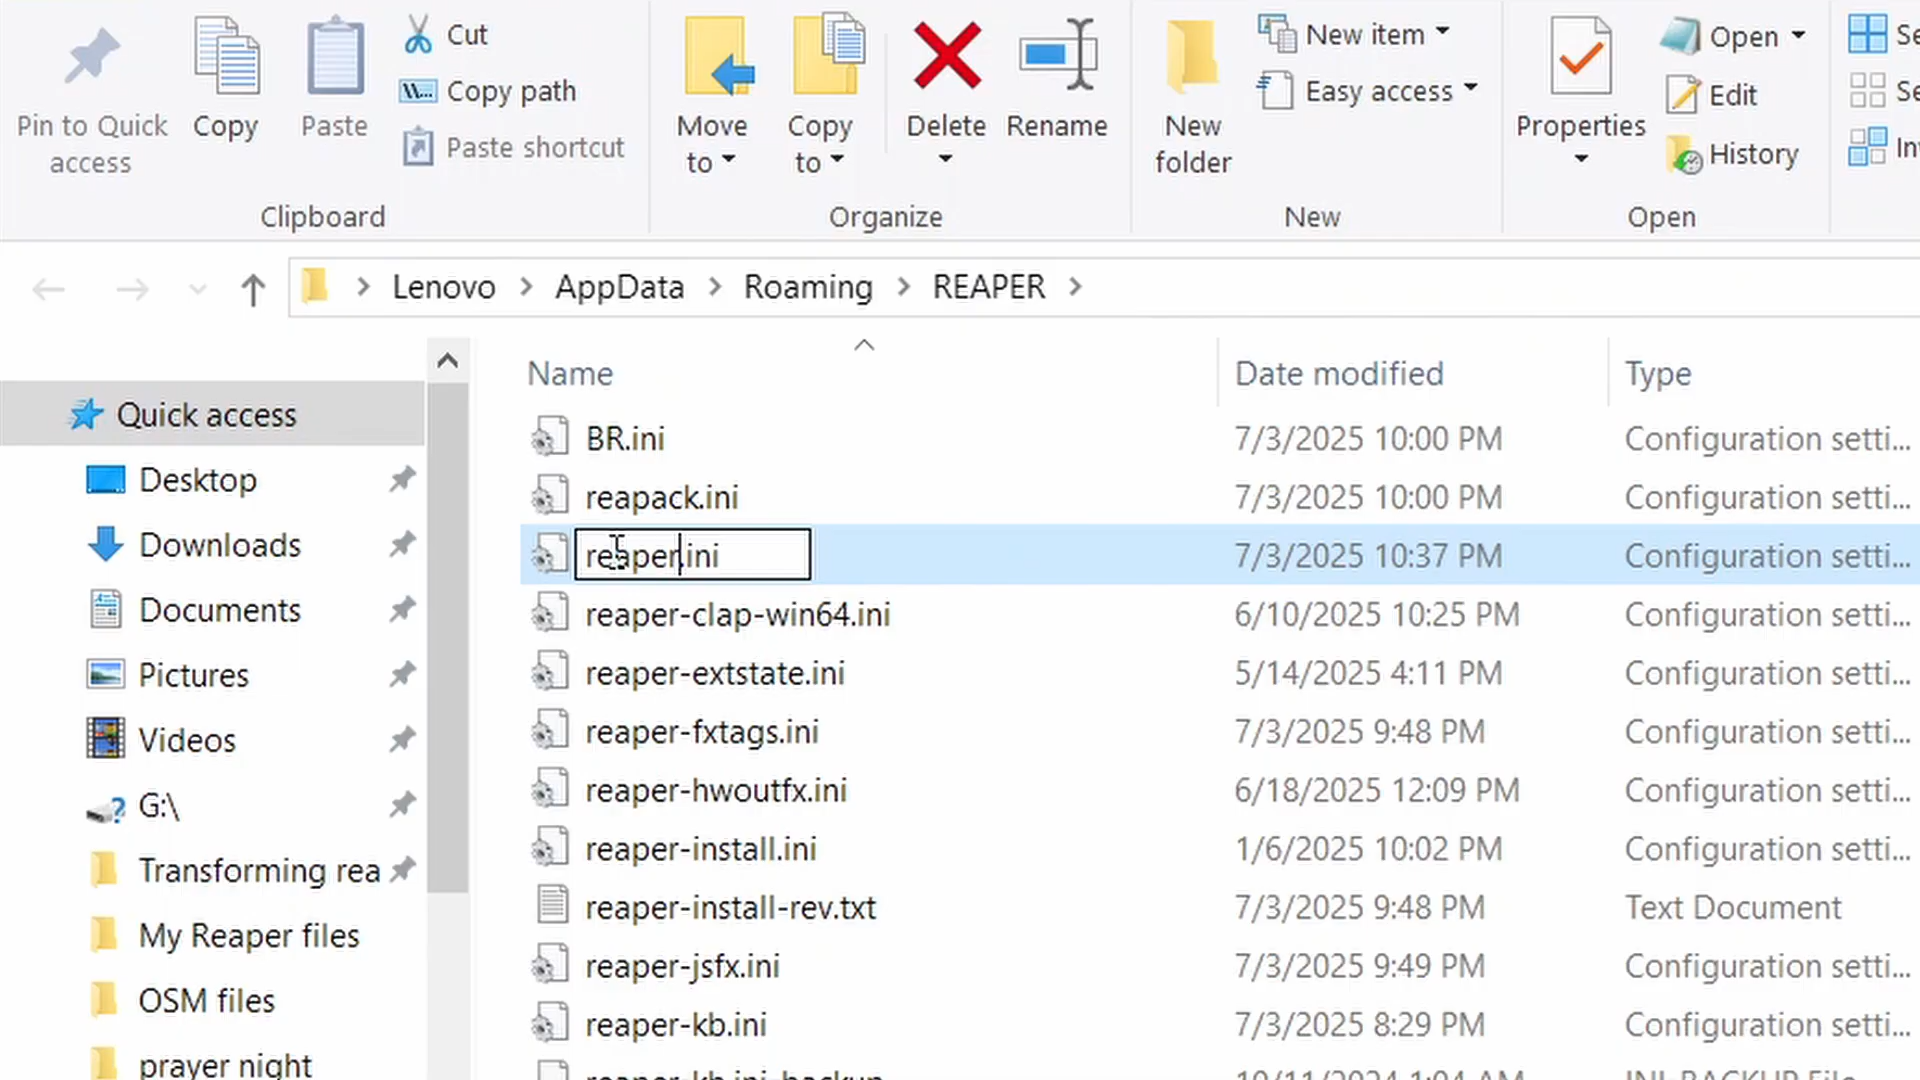 Pin to Quick access
Copy
Paste
Cut
Copy path
Paste shortcut
Clipboard
Move to
Copy to
Delete
Rename
Organize
New folder
New item
Easy access
New
Properties
Open
Edit
History
Open
Lenovo > AppData > Roaming > REAPER >
Quick access
Desktop
Downloads
Documents
Pictures
Videos
G:\
Transforming rea
My Reaper files
OSM files
prayer night
Name Date modified Type
BR.ini 7/3/2025 10:00 PM Configuration setti...
reapack.ini 7/3/2025 10:00 PM Configuration setti...
reaper.ini 7/3/2025 10:37 PM Configuration setti...
reaper-clap-win64.ini 6/10/2025 10:25 PM Configuration setti...
reaper-extstate.ini 5/14/2025 4:11 PM Configuration setti...
reaper-fxtags.ini 7/3/2025 9:48 PM Configuration setti...
reaper-hwoutfx.ini 6/18/2025 12:09 PM Configuration setti...
reaper-install.ini 1/6/2025 10:02 PM Configuration setti...
reaper-install-rev.txt 7/3/2025 9:48 PM Text Document
reaper-jsfx.ini 7/3/2025 9:49 PM Configuration setti...
reaper-kb.ini 7/3/2025 8:29 PM Configuration setti...